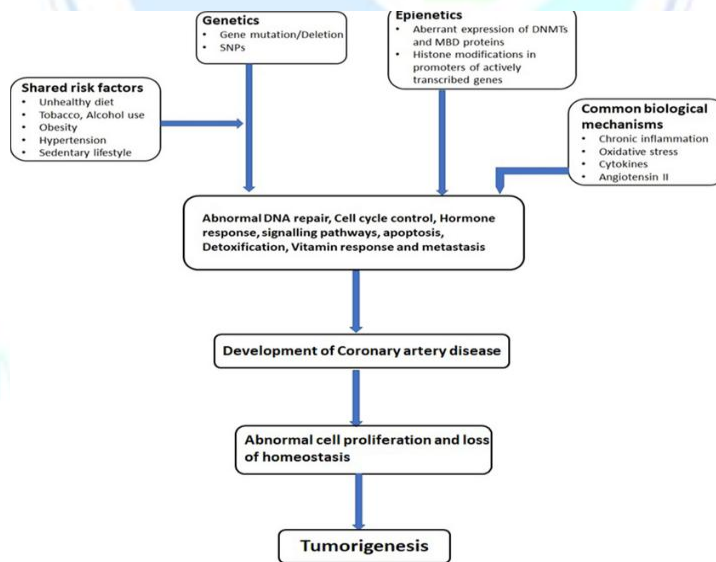 Genetics
• Gene mutation/Deletion
• SNPs
Epienetics
• Aberrant expression of DNMTs
and MBD proteins
• Histone modifications in
promoters of actively
transcribed genes
Shared risk factors
• Unhealthy diet
• Tobacco, Alcohol use
• Obesity
• Hypertension
• Sedentary lifestyle
Common biological
mechanisms
• Chronic inflammation
• Oxidative stress
• Cytokines
• Angiotensin II
Abnormal DNA repair, Cell cycle control, Hormone
response, signalling pathways, apoptosis,
Detoxification, Vitamin response and metastasis
Development of Coronary artery disease
Abnormal cell proliferation and loss
of homeostasis
Tumorigenesis